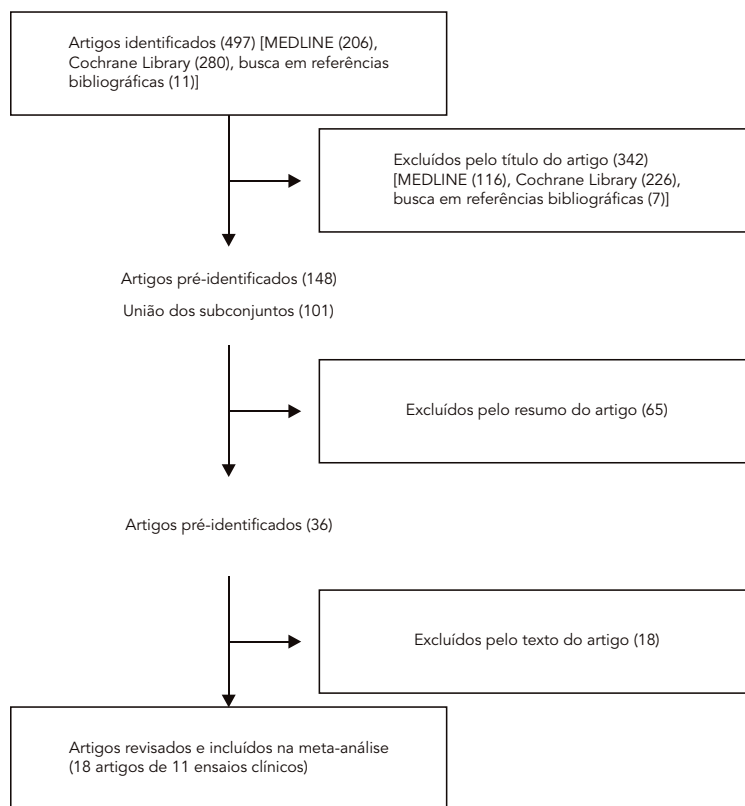 Artigos identificados (497) [MEDLINE (206),
Cochrane Library (280), busca em referências
bibliográficas (11)]
Excluídos pelo título do artigo (342)
[MEDLINE (116), Cochrane Library (226),
busca em referências bibliográficas (7)]
Artigos pré-identificados (148)
União dos subconjuntos (101)
Excluídos pelo resumo do artigo (65)
Artigos pré-identificados (36)
Excluídos pelo texto do artigo (18)
Artigos revisados e incluídos na meta-análise
(18 artigos de 11 ensaios clínicos)